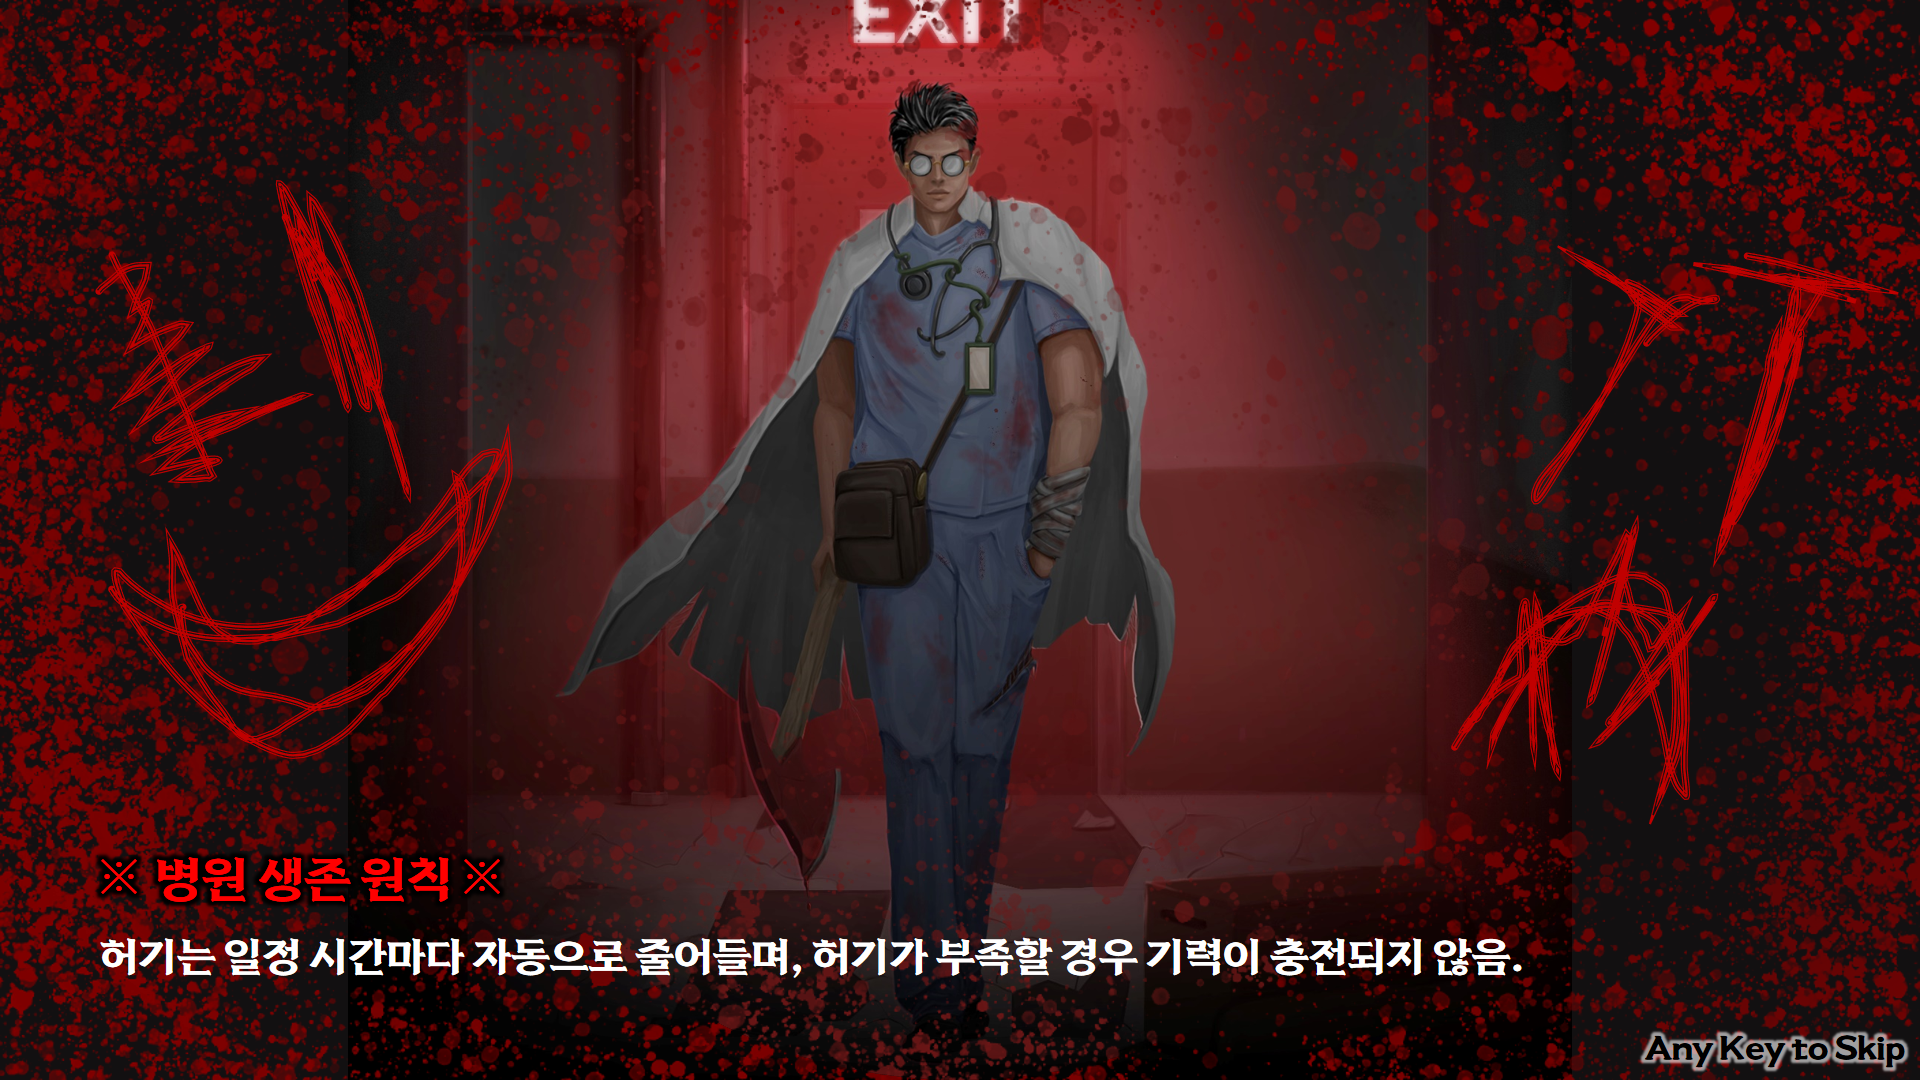 EXIT
※ 병원 생존 원칙 ※
허기는 일정 시간마다 자동으로 줄어들며, 허기가 부족할 경우 기력이 충전되지 않음.
Any Key to Skip